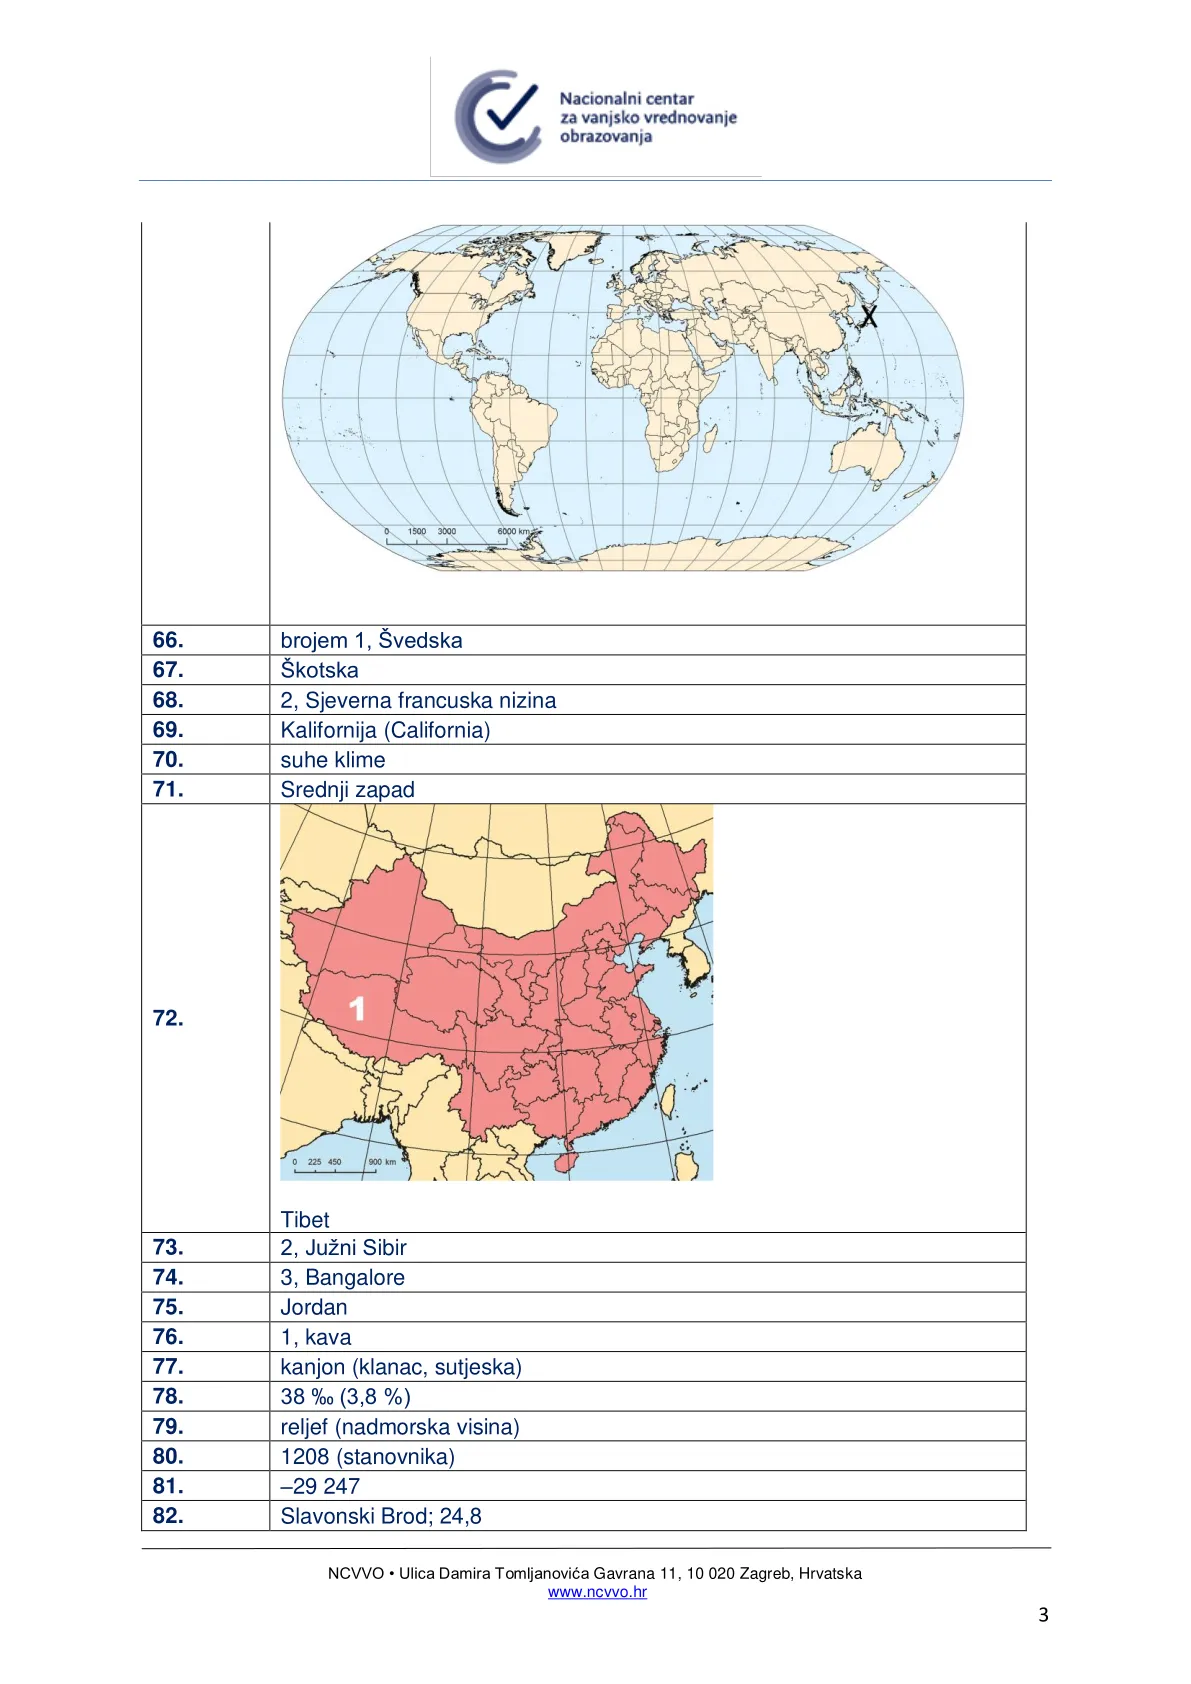 Nacionalni centar
za vanjsko vrednovanje
obrazovanja
X
0 1500 3000 6000 km
66. brojem 1, Švedska
67. Škotska
68. 2, Sjeverna francuska nizina
69. Kalifornija (California)
70. suhe klime
71. Srednji zapad
72.
1
0 225 450 900 km
Tibet
73. 2, Južni Sibir
74. 3, Bangalore
75. Jordan
76. 1, kava
77. kanjon (klanac, sutjeska)
78. 38 ‰ (3,8 %)
79. reljef (nadmorska visina)
80. 1208 (stanovnika)
81. –29 247
82. Slavonski Brod; 24,8
NCVVO • Ulica Damira Tomljanovića Gavrana 11, 10 020 Zagreb, Hrvatska
www.ncvvo.hr
3